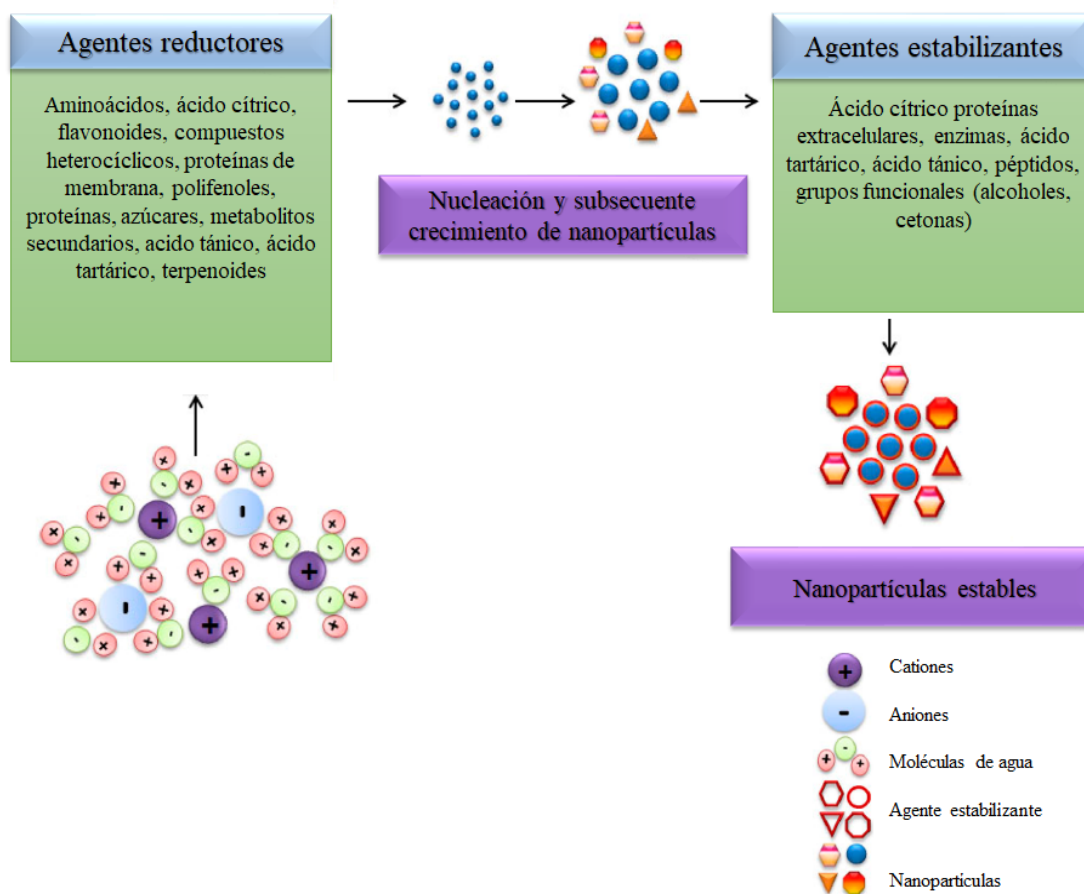 Agentes reductores
Aminoácidos, ácido cítrico,
flavonoides, compuestos
heterocíclicos, proteínas de
membrana, polifenoles,
proteínas, azúcares, metabolitos
secundarios, acido tánico, ácido
tartárico, terpenoides
Nucleación y subsecuente
crecimiento de nanopartículas
Agentes estabilizantes
Ácido cítrico proteínas
extracelulares, enzimas, ácido
tartárico, ácido tánico, péptidos,
grupos funcionales (alcoholes,
cetonas)
Nanopartículas estables
Cationes
Aniones
Moléculas de agua
Agente estabilizante
Nanoparticulas